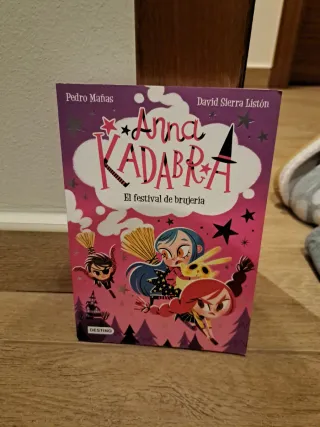 Pedro Mañas
David Sierra Listón
Anna
KADABRA
El festival de brujería
DESTINO